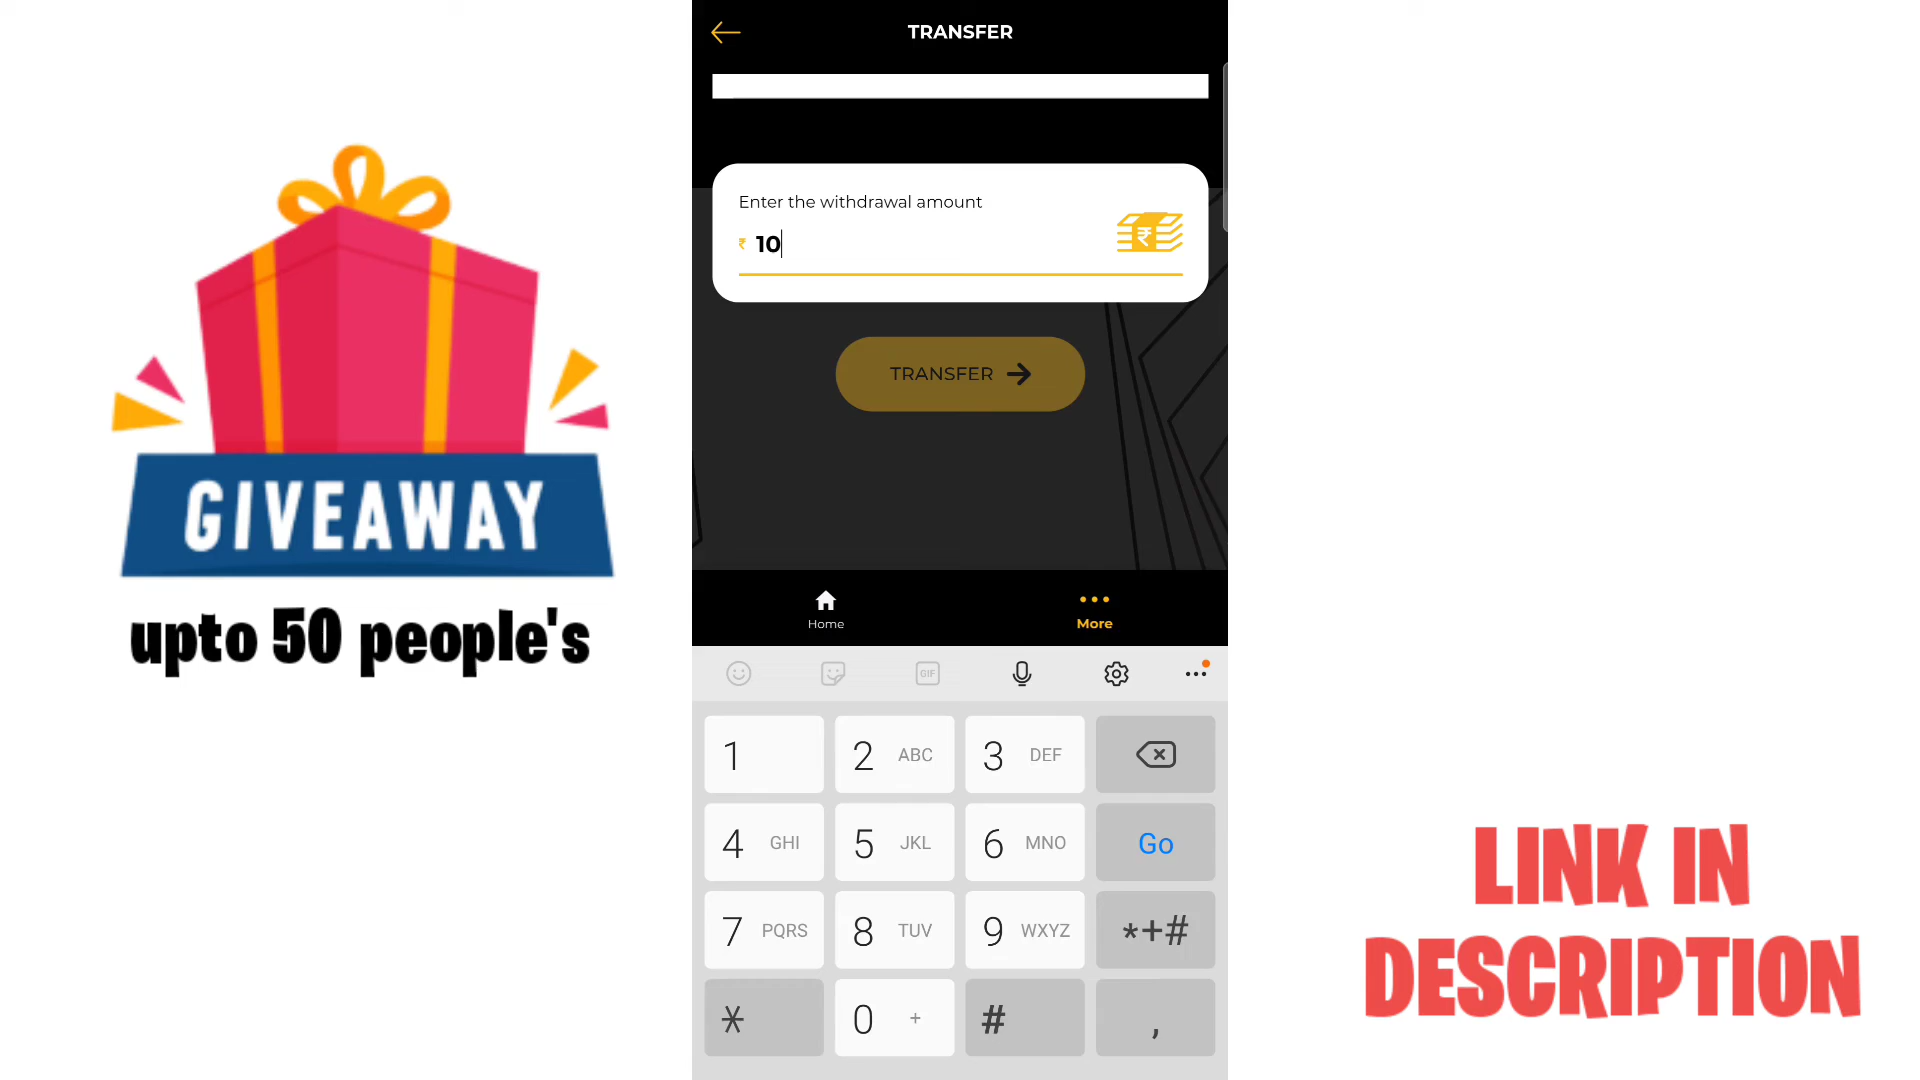 GIVEAWAY
upto 50 people's
TRANSFER
Enter the withdrawal amount
₹ 10
₹
TRANSFER
Home
More
GIF
1
2 ABC
3 DEF
4 GHI
5 JKL
6 MNO
Go
7 PQRS
8 TUV
9 WXYZ
*+#
*
0 +
#
,
LINK IN
DESCRIPTION